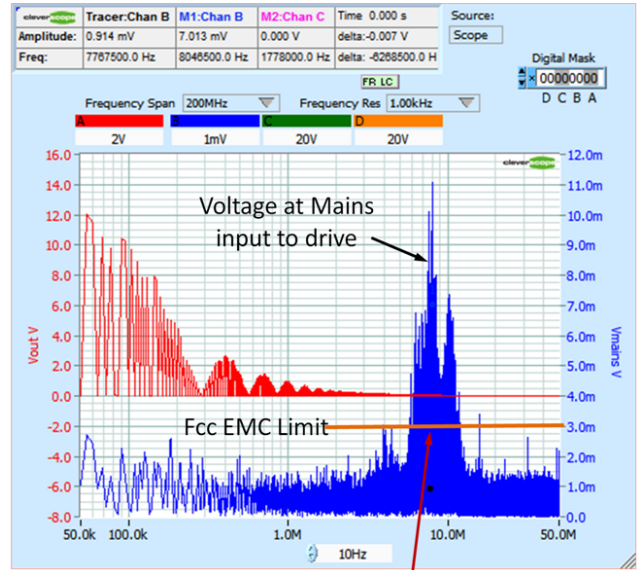 cleverscope Tracer:Chan B M1:Chan B M2:Chan C Time 0.000 s Source:
Amplitude: 0.914 mV 7.013 mV 0.000 V delta:-0.007 V Scope
Freq: 7767500.0 Hz 8046500.0 Hz 1778000.0 Hz delta: -6268500.0 H
FR LC
Digital Mask
× 00000000
D C B A
Frequency Span 200MHz Frequency Res 1.00kHz
A B C D
2V 1mV 20V 20V
cleverscope
16.0 12.0m
14.0 11.0m
12.0 10.0m
10.0 9.0m
8.0 8.0m
6.0 7.0m
4.0 6.0m
2.0 5.0m
0.0 4.0m
-2.0 3.0m
-4.0 2.0m
-6.0 1.0m
-8.0 -0.0
Vout V
Vmains V
Voltage at Mains
input to drive
Fcc EMC Limit
50.0k 100.0k 1.0M 10.0M 50.0M
10Hz